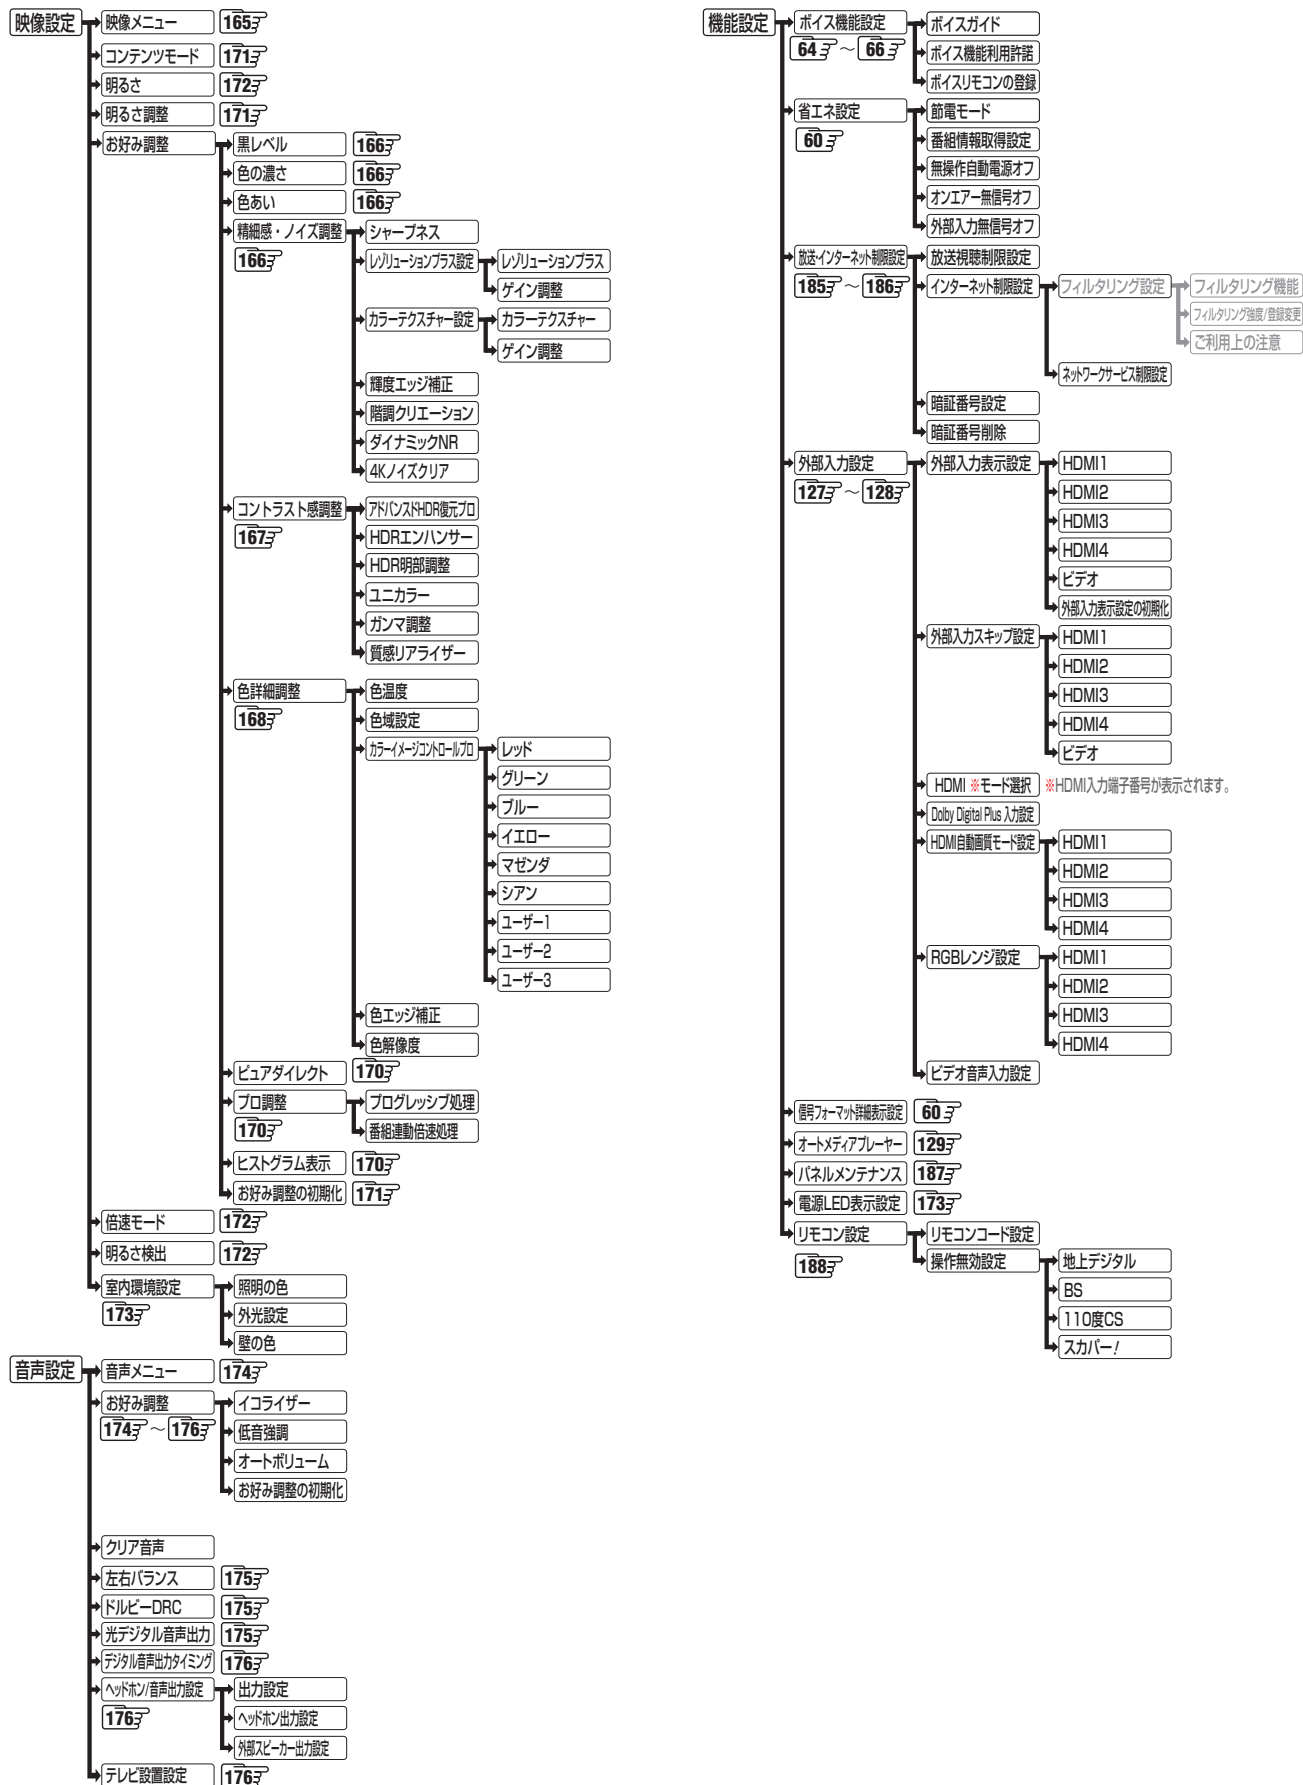 映像設定
映像メニュー 165
コンテンツモード 171
明るさ 172
明るさ調整 171
お好み調整
黒レベル 166
色の濃さ 166
色あい 166
精細感・ノイズ調整 166
シャープネス
レゾリューションプラス設定
レゾリューションプラス
ゲイン調整
カラーテクスチャー設定
カラーテクスチャー
ゲイン調整
輝度エッジ補正
階調クリエーション
ダイナミックNR
4Kノイズクリア
コントラスト感調整 167
アドバンスドHDR復元プロ
HDRエンハンサー
HDR明部調整
ユニカラー
ガンマ調整
質感リアライザー
色詳細調整 168
色温度
色域設定
カラーイメージコントロールプロ
レッド
グリーン
ブルー
イエロー
マゼンダ
シアン
ユーザー1
ユーザー2
ユーザー3
色エッジ補正
色解像度
ピュアダイレクト 170
プロ調整 170
プログレッシブ処理
番組連動倍速処理
ヒストグラム表示 170
お好み調整の初期化 171
倍速モード 172
明るさ検出 172
室内環境設定 173
照明の色
外光設定
壁の色
音声設定
音声メニュー 174
お好み調整 174～176
イコライザー
低音強調
オートボリューム
お好み調整の初期化
クリア音声
左右バランス 175
ドルビーDRC 175
光デジタル音声出力 175
デジタル音声出力タイミング 176
ヘッドホン/音声出力設定 176
出力設定
ヘッドホン出力設定
外部スピーカー出力設定
テレビ設置設定 176
機能設定
ボイス機能設定 64～66
ボイスガイド
ボイス機能利用許諾
ボイスリモコンの登録
省エネ設定 60
節電モード
番組情報取得設定
無操作自動電源オフ
オンエアー無信号オフ
外部入力無信号オフ
放送・インターネット制限設定 185～186
放送視聴制限設定
インターネット制限設定
フィルタリング設定
フィルタリング機能
フィルタリング強度/登録変更
ご利用上の注意
ネットワークサービス制限設定
暗証番号設定
暗証番号削除
外部入力設定 127～128
外部入力表示設定
HDMI1
HDMI2
HDMI3
HDMI4
ビデオ
外部入力表示設定の初期化
外部入力スキップ設定
HDMI1
HDMI2
HDMI3
HDMI4
ビデオ
HDMI ※モード選択 ※HDMI入力端子番号が表示されます。
Dolby Digital Plus 入力設定
HDMI自動画質モード設定
HDMI1
HDMI2
HDMI3
HDMI4
RGBレンジ設定
HDMI1
HDMI2
HDMI3
HDMI4
ビデオ音声入力設定
信号フォーマット詳細表示設定 60
オートメディアプレーヤー 129
パネルメンテナンス 187
電源LED表示設定 173
リモコン設定 188
リモコンコード設定
操作無効設定
地上デジタル
BS
110度CS
スカパー!